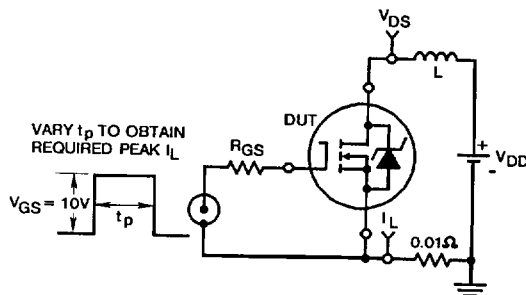 VDS
L
DUT
VARY tp TO OBTAIN
REQUIRED PEAK IL
RGS
VGS = 10V
tp
+
VDD
-
IL
0.01Ω